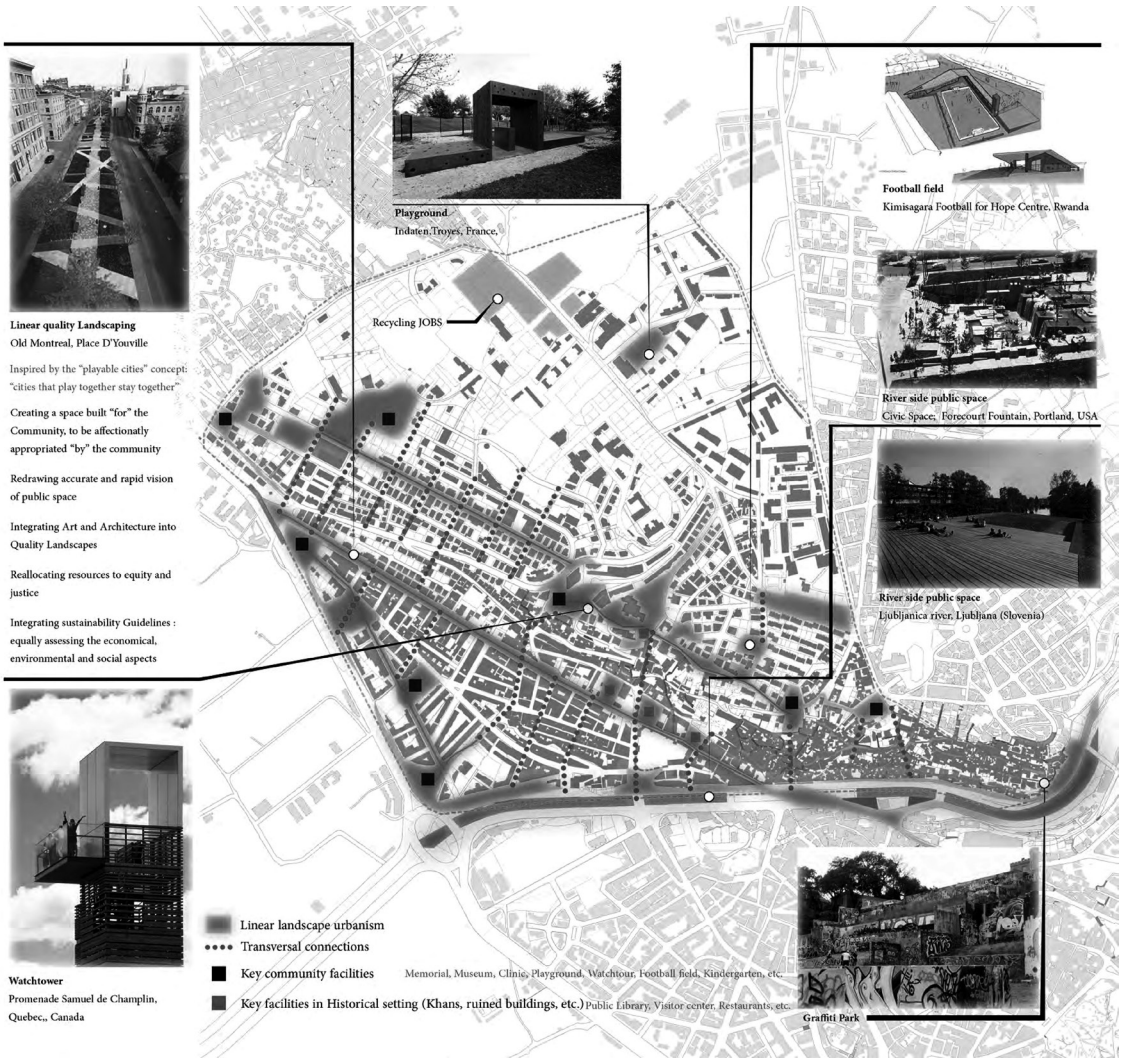 Playground
Indaten,Troyes, France,
Football field
Kimisagara Football for Hope Centre, Rwanda
Recycling JOBS
Linear quality Landscaping
Old Montreal, Place D'Youville
Inspired by the "playable cities" concept:
"cities that play together stay together"
Creating a space built "for" the
Community, to be affectionally
appropriated "by" the community
Redrawing accurate and rapid vision
of public space
Integrating Art and Architecture into
Quality Landscapes
Reallocating resources to equity and
justice
Integrating sustainability Guidelines :
equally assessing the economical,
environmental and social aspects
River side public space
Civic Space; Forecourt Fountain, Portland, USA
River side public space
Ljubljanica river, Ljubljana (Slovenia)
Watchtower
Promenade Samuel de Champlin,
Quebec,, Canada
Linear landscape urbanism
Transversal connections
Key community facilities Memorial, Museum, Clinic, Playground, Watchtour, Football field, Kindergarten, etc.
Key facilities in Historical setting (Khans, ruined buildings, etc.) Public Library, Visitor center, Restaurants, etc.
Graffiti Park